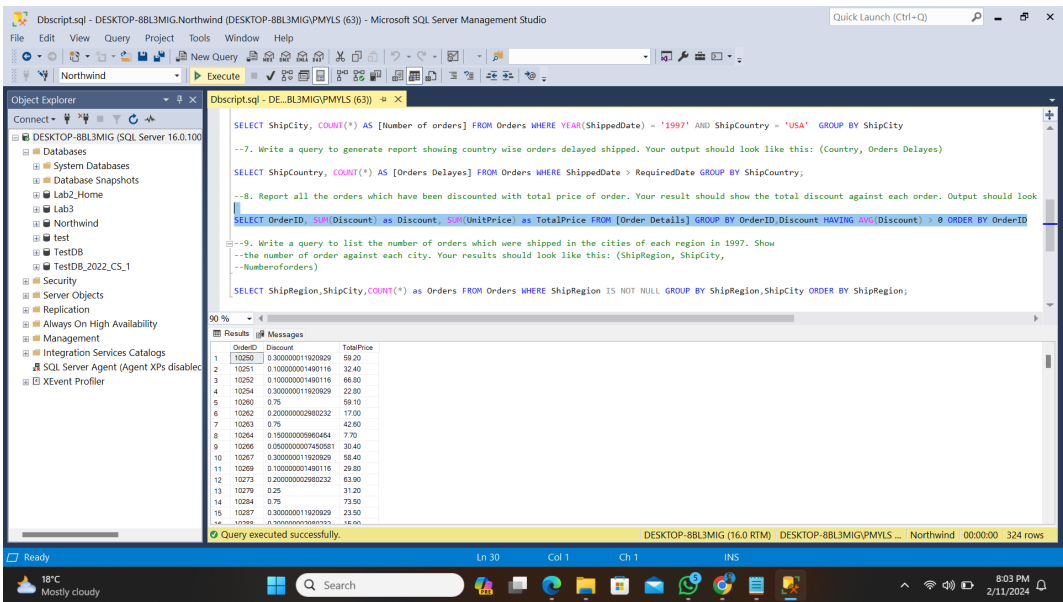 Dbscript.sql - DESKTOP-8BL3MIG.Northwind (DESKTOP-8BL3MIG\PMYLS (63)) - Microsoft SQL Server Management Studio
Quick Launch (Ctrl+Q)
File Edit View Query Project Tools Window Help
New Query
Northwind
Execute
Object Explorer
Dbscript.sql - DE...BL3MIG\PMYLS (63))
Connect
DESKTOP-8BL3MIG (SQL Server 16.0.100
Databases
System Databases
Database Snapshots
Lab2_Home
Lab3
Northwind
test
TestDB
TestDB_2022_CS_1
Security
Server Objects
Replication
Always On High Availability
Management
Integration Services Catalogs
SQL Server Agent (Agent XPs disablec
XEvent Profiler
SELECT ShipCity, COUNT(*) AS [Number of orders] FROM Orders WHERE YEAR(ShippedDate) = '1997' AND ShipCountry = 'USA' GROUP BY ShipCity
--7. Write a query to generate report showing country wise orders delayed shipped. Your output should look like this: (Country, Orders Delayes)
SELECT ShipCountry, COUNT(*) AS [Orders Delayes] FROM Orders WHERE ShippedDate > RequiredDate GROUP BY ShipCountry;
--8. Report all the orders which have been discounted with total price of order. Your result should show the total discount against each order. Output should look
SELECT OrderID, SUM(Discount) as Discount, SUM(UnitPrice) as TotalPrice FROM [Order Details] GROUP BY OrderID,Discount HAVING AVG(Discount) > 0 ORDER BY OrderID
--9. Write a query to list the number of orders which were shipped in the cities of each region in 1997. Show
--the number of order against each city. Your results should look like this: (ShipRegion, ShipCity,
--Numberoforders)
SELECT ShipRegion,ShipCity,COUNT(*) as Orders FROM Orders WHERE ShipRegion IS NOT NULL GROUP BY ShipRegion,ShipCity ORDER BY ShipRegion;
90 %
Results Messages
OrderID Discount TotalPrice
1 10250 0.300000011920929 59.20
2 10251 0.100000001490116 32.40
3 10252 0.100000001490116 66.80
4 10254 0.300000011920929 22.80
5 10260 0.75 59.10
6 10262 0.200000002980232 17.00
7 10263 0.75 42.60
8 10264 0.150000005960464 7.70
9 10266 0.0500000007450581 30.40
10 10267 0.300000011920929 58.40
11 10269 0.100000001490116 29.80
12 10273 0.200000002980232 63.90
13 10279 0.25 31.20
14 10284 0.75 73.50
15 10287 0.300000011920929 23.50
Query executed successfully.
DESKTOP-8BL3MIG (16.0 RTM) DESKTOP-8BL3MIG\PMYLS ... Northwind 00:00:00 324 rows
Ready Ln 30 Col 1 Ch 1 INS
18°C
Mostly cloudy
Search
PRE
5
8:03 PM
2/11/2024